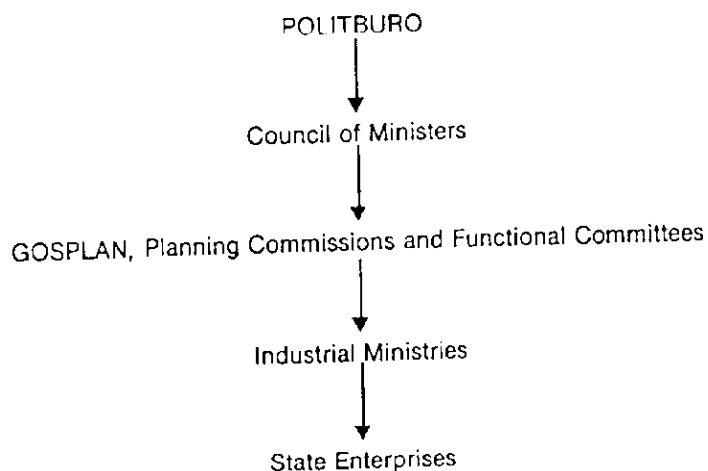 POLITBURO
Council of Ministers
GOSPLAN, Planning Commissions and Functional Committees
Industrial Ministries
State Enterprises